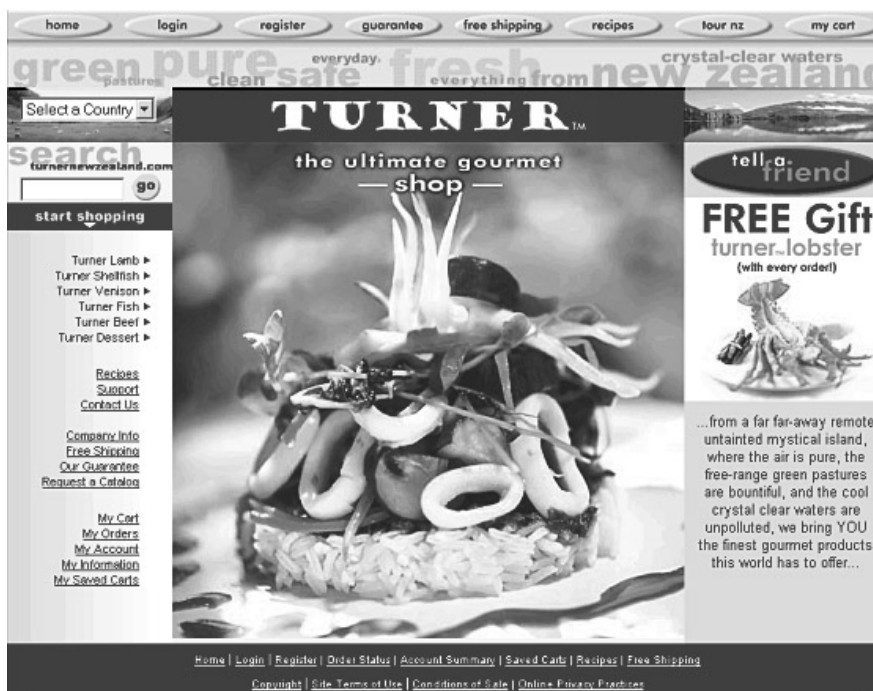 home login register guarantee free shipping recipes tour nz my cart
green pastures pure clean everyday. safe fresh everything from crystal-clear waters new zealand
Select a Country
TURNER™
search
turnernewzealand.com
go
start shopping
Turner Lamb
Turner Shellfish
Turner Venison
Turner Fish
Turner Beef
Turner Dessert
Recipes
Support
Contact Us
Company Info
Free Shipping
Our Guarantee
Request a Catalog
My Cart
My Orders
My Account
My Information
My Saved Carts
the ultimate gourmet
shop
tell a friend
FREE Gift
turner™ lobster
(with every order!)
...from a far far-away remote
untainted mystical island,
where the air is pure, the
free-range green pastures
are bountiful, and the cool
crystal clear waters are
unpolluted, we bring YOU
the finest gourmet products
this world has to offer...
Home | Login | Register | Order Status | Account Summary | Saved Carts | Recipes | Free Shipping
Copyright | Site Terms of Use | Conditions of Sale | Online Privacy Practices